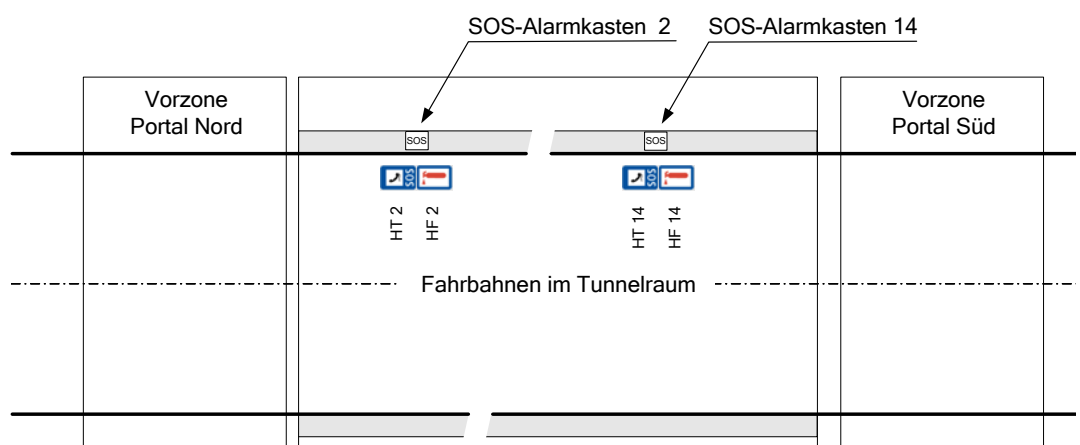 SOS-Alarmkasten 2
SOS-Alarmkasten 14
Vorzone
Portal Nord
Vorzone
Portal Süd
SOS
SOS
SOS
SOS
HT 2
HF 2
HT 14
HF 14
Fahrbahnen im Tunnelraum